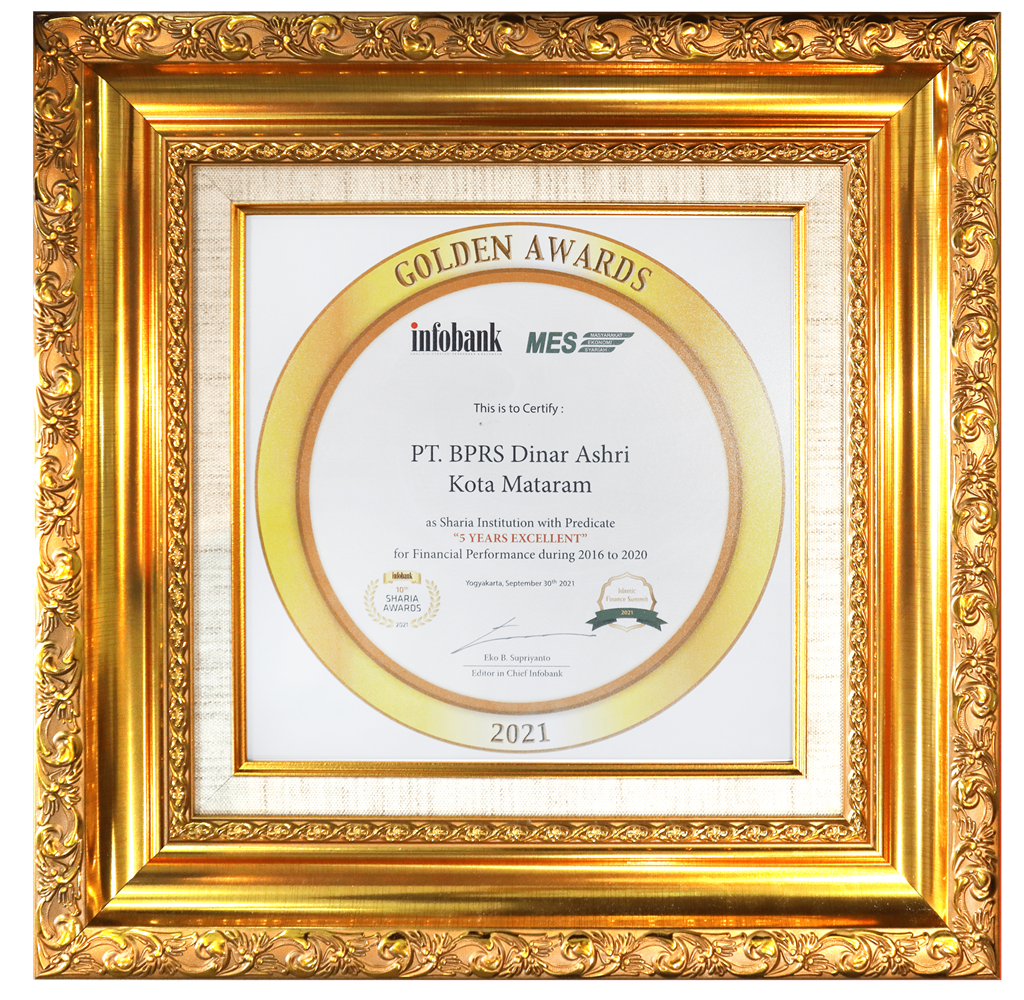 GOLDEN AWARDS
infobank
MES
MASYARAKAT
EKONOMI
SYARIAH
This is to Certify :
PT. BPRS Dinar Ashri
Kota Mataram
as Sharia Institution with Predicate
“5 YEARS EXCELLENT”
for Financial Performance during 2016 to 2020
Yogyakarta, September 30th 2021
infobank
10th
SHARIA
AWARDS
2021
Islamic
Finance Summit
2021
Eko B. Supriyanto
Editor in Chief Infobank
2021